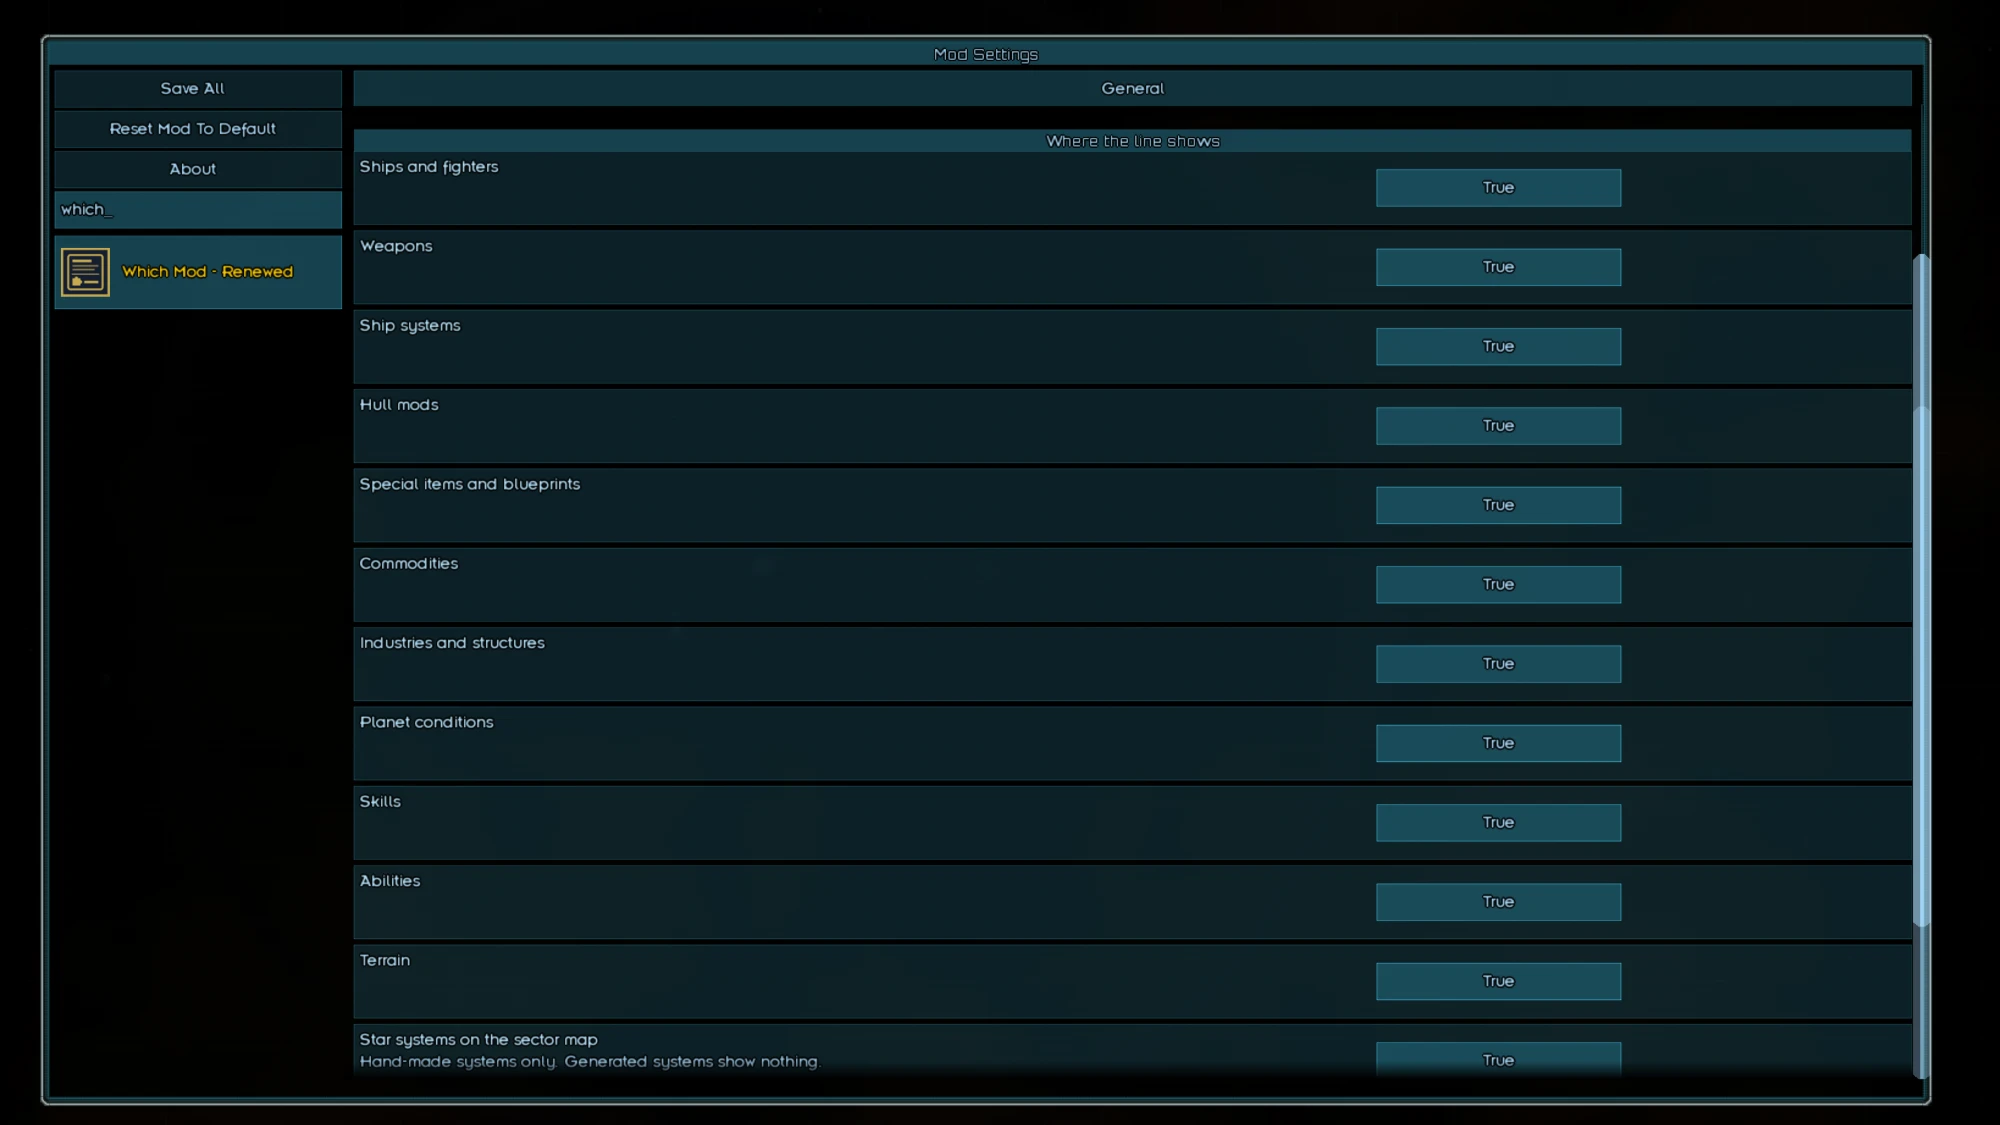 Mod Settings
Save All
Reset Mod To Default
About
which_
Which Mod - Renewed
General
Where the line shows
Ships and fighters
True
Weapons
True
Ship systems
True
Hull mods
True
Special items and blueprints
True
Commodities
True
Industries and structures
True
Planet conditions
True
Skills
True
Abilities
True
Terrain
True
Star systems on the sector map
Hand-made systems only. Generated systems show nothing.
True